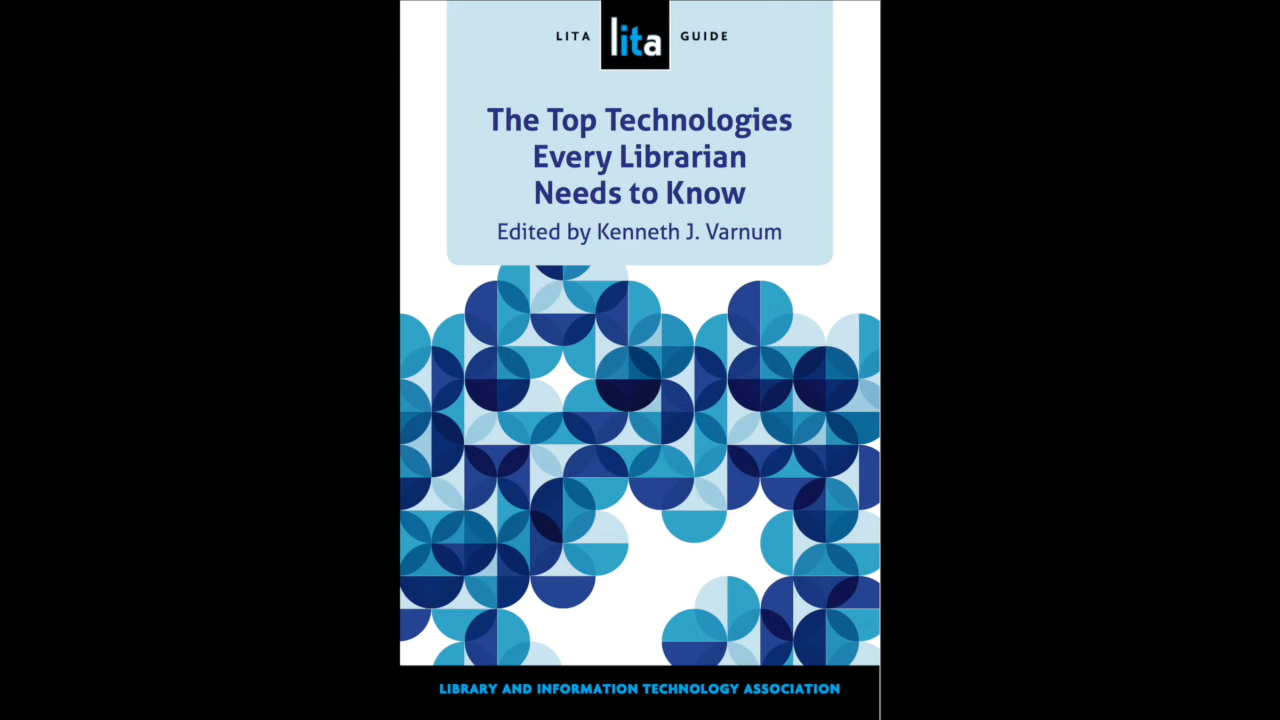 LITA lita GUIDE
The Top Technologies
Every Librarian
Needs to Know
Edited by Kenneth J. Varnum
LIBRARY AND INFORMATION TECHNOLOGY ASSOCIATION